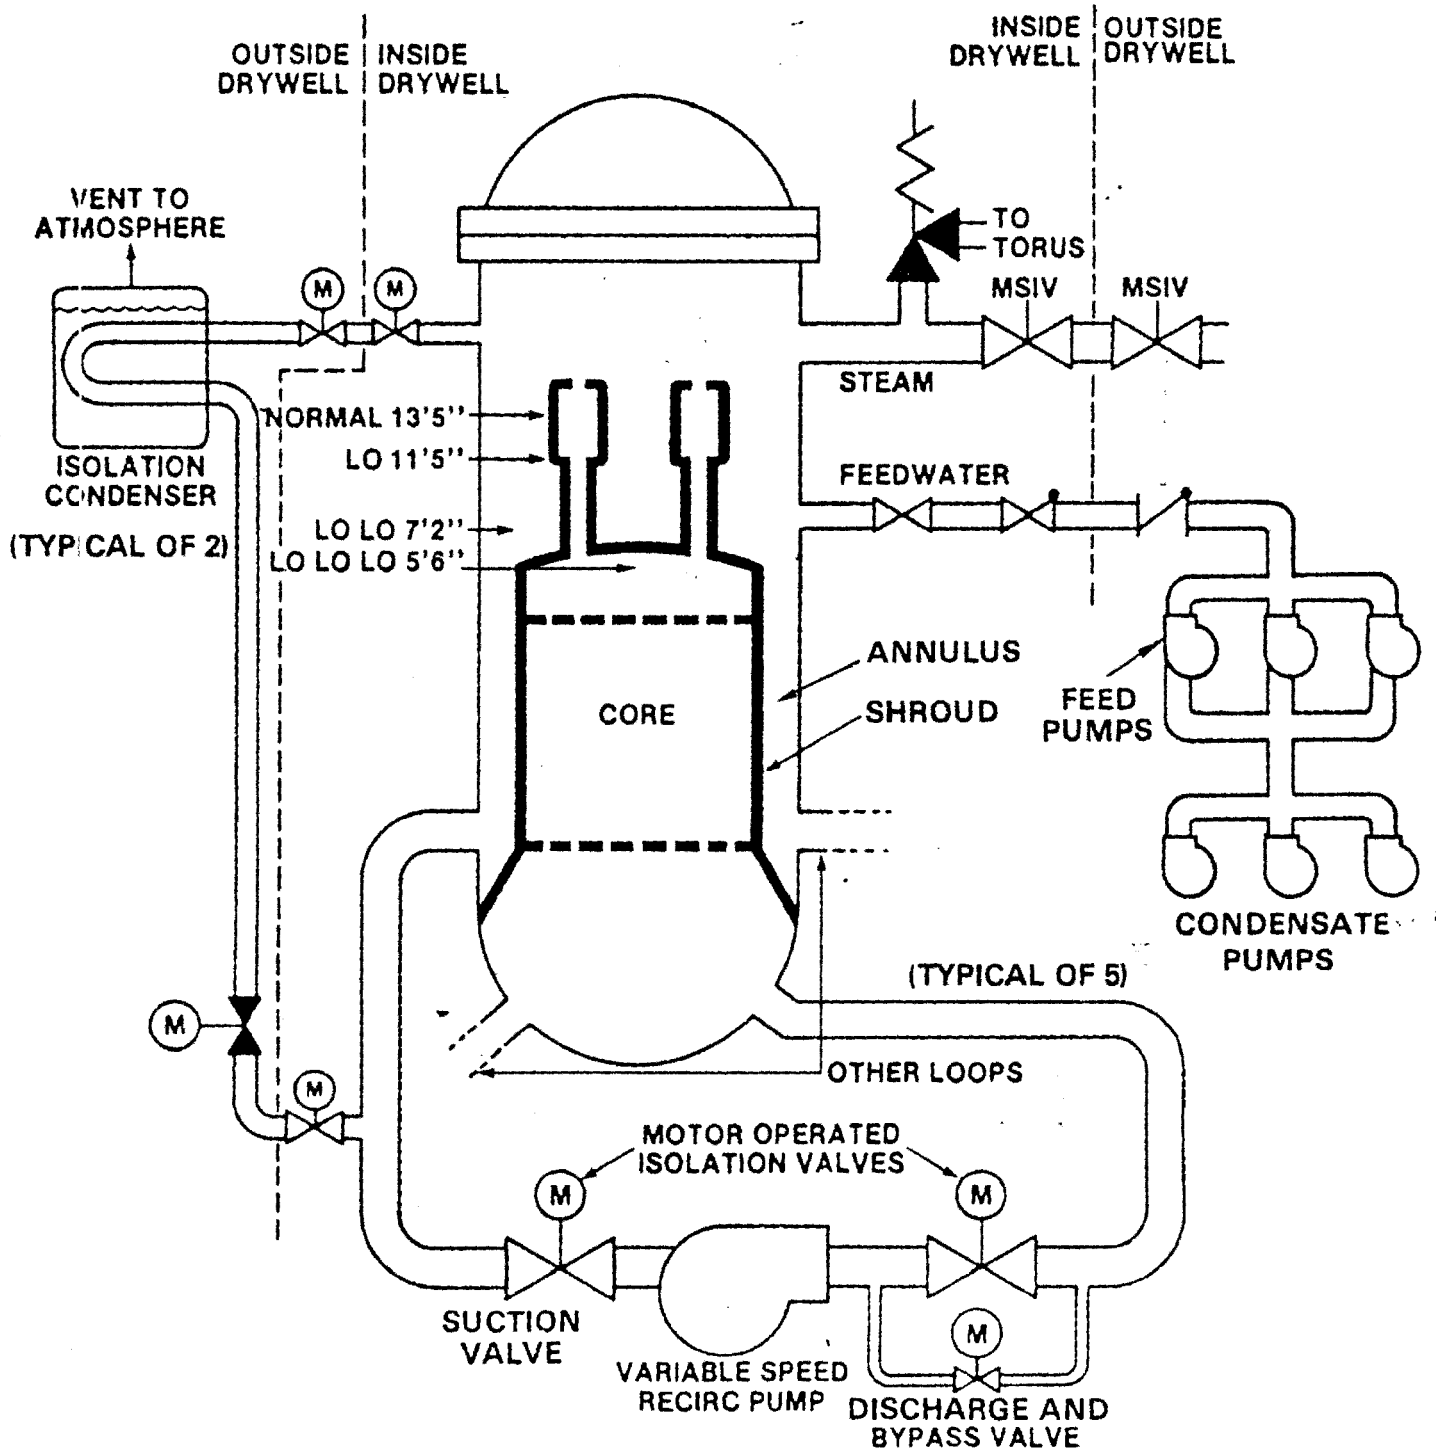 OUTSIDE DRYWELL
INSIDE DRYWELL
INSIDE DRYWELL
OUTSIDE DRYWELL
VENT TO
ATMOSPHERE
M
M
TO
TORUS
MSIV
MSIV
STEAM
NORMAL 13'5"
LO 11'5"
ISOLATION
CONDENSER
(TYPICAL OF 2)
LO LO 7'2"
LO LO LO 5'6"
FEEDWATER
ANNULUS
SHROUD
CORE
FEED
PUMPS
CONDENSATE
PUMPS
(TYPICAL OF 5)
M
M
OTHER LOOPS
MOTOR OPERATED
ISOLATION VALVES
M
M
SUCTION
VALVE
VARIABLE SPEED
RECIRC PUMP
M
DISCHARGE AND
BYPASS VALVE